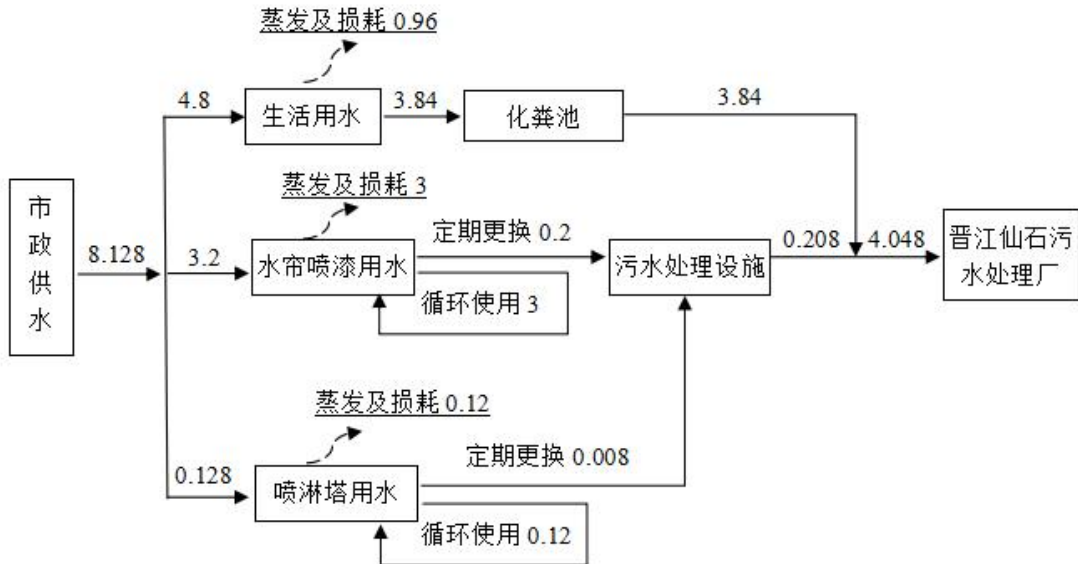 蒸发及损耗 0.96
4.8
生活用水
3.84
化粪池
3.84
蒸发及损耗 3
市政供水
8.128
3.2
水帘喷漆用水
定期更换 0.2
循环使用 3
污水处理设施
0.208
4.048
晋江仙石污
水处理厂
蒸发及损耗 0.12
0.128
喷淋塔用水
定期更换 0.008
循环使用 0.12